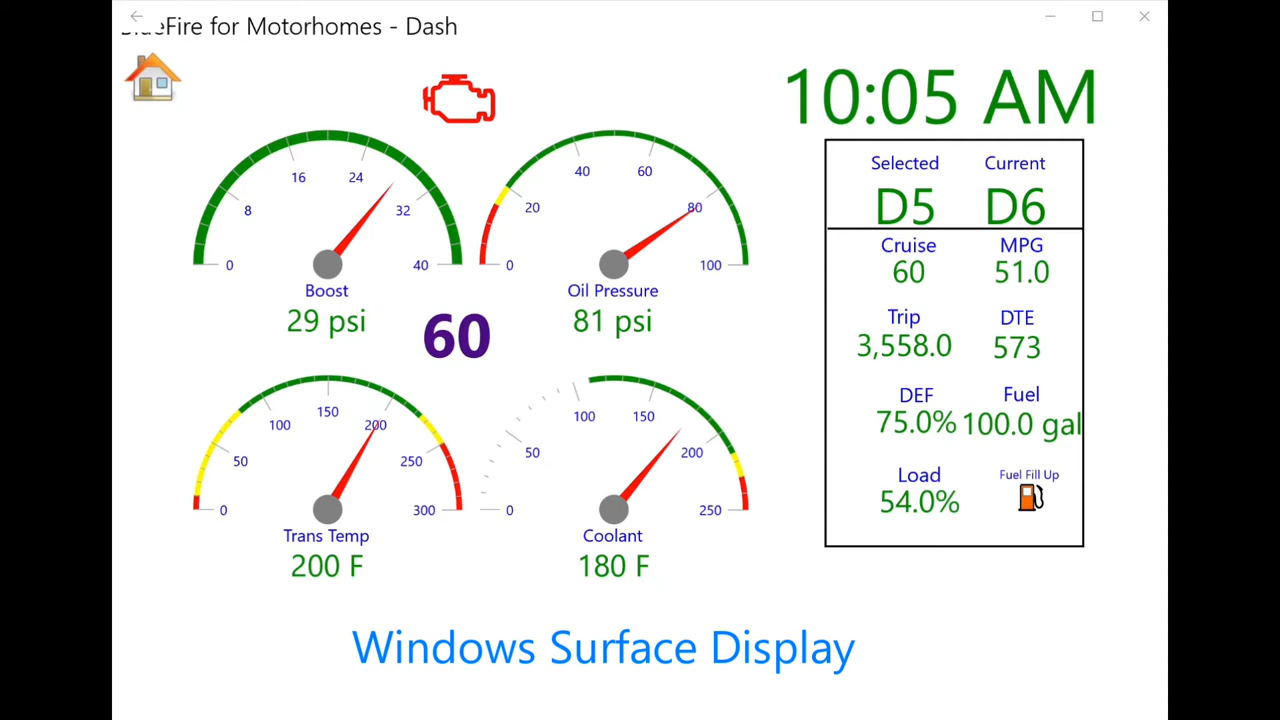 BlueFire for Motorhomes - Dash
10:05 AM
0 8 16 24 32 40
Boost
29 psi
0 20 40 60 80 100
Oil Pressure
81 psi
60
0 50 100 150 200 250 300
Trans Temp
200 F
0 50 100 150 200 250
Coolant
180 F
Selected Current
D5 D6
Cruise MPG
60 51.0
Trip DTE
3,558.0 573
DEF Fuel
75.0% 100.0 gal
Load Fuel Fill Up
54.0%
Windows Surface Display